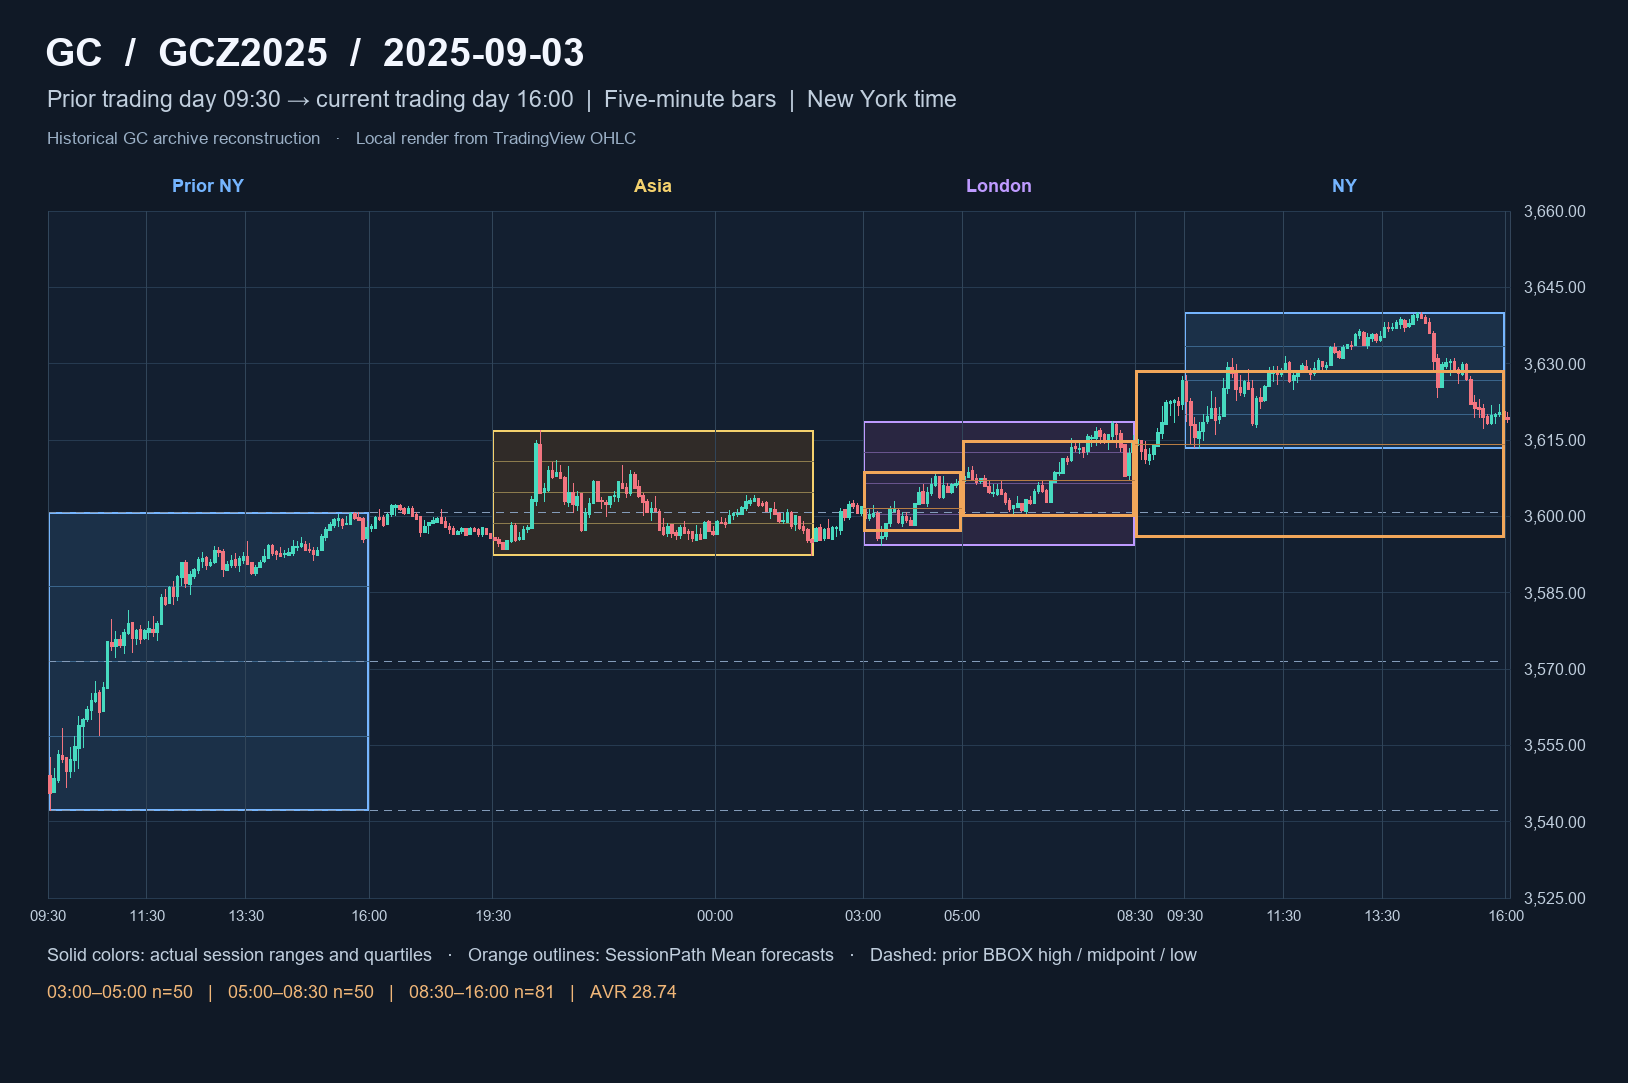 GC / GCZ2025 / 2025-09-03
Prior trading day 09:30 → current trading day 16:00 | Five-minute bars | New York time
Historical GC archive reconstruction · Local render from TradingView OHLC
Prior NY Asia London NY
3,660.00
3,645.00
3,630.00
3,615.00
3,600.00
3,585.00
3,570.00
3,555.00
3,540.00
3,525.00
09:30 11:30 13:30 16:00 19:30 00:00 03:00 05:00 08:30 09:30 11:30 13:30 16:00
Solid colors: actual session ranges and quartiles · Orange outlines: SessionPath Mean forecasts · Dashed: prior BBOX high / midpoint / low
03:00–05:00 n=50 | 05:00–08:30 n=50 | 08:30–16:00 n=81 | AVR 28.74